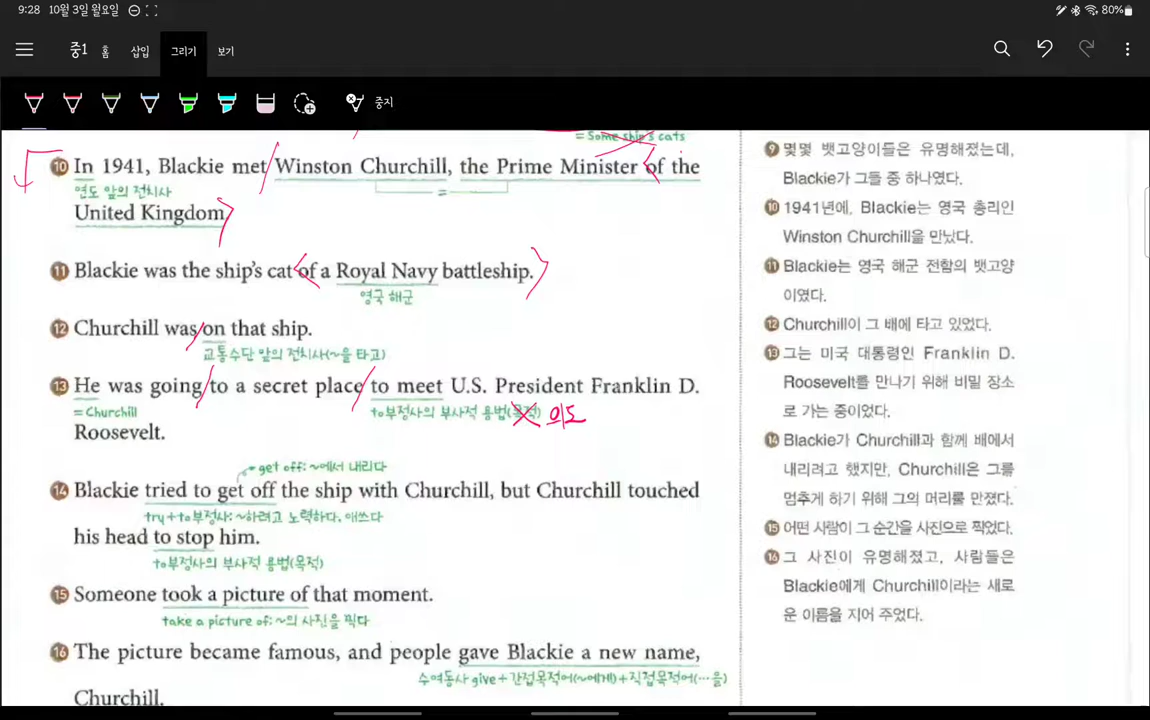 9:28 10월 3일 월요일 80%
중1 홈 삽입 그리기 보기
중지
= Some ship's cats
⑩ In 1941, Blackie met Winston Churchill, the Prime Minister of the
연도 앞의 전치사 =
United Kingdom.
⑪ Blackie was the ship's cat of a Royal Navy battleship.
영국 해군
⑫ Churchill was on that ship.
교통수단 앞의 전치사(~을 타고)
⑬ He was going to a secret place to meet U.S. President Franklin D.
= Churchill to부정사의 부사적 용법(목적) 의도
Roosevelt.
get off: ~에서 내리다
⑭ Blackie tried to get off the ship with Churchill, but Churchill touched
try+to부정사: ~하려고 노력하다, 애쓰다
his head to stop him.
to부정사의 부사적 용법(목적)
⑮ Someone took a picture of that moment.
take a picture of: ~의 사진을 찍다
⑯ The picture became famous, and people gave Blackie a new name,
수여동사 give+간접목적어(~에게)+직접목적어(…을)
Churchill.
⑨ 몇몇 뱃고양이들은 유명해졌는데,
Blackie가 그들 중 하나였다.
⑩ 1941년에, Blackie는 영국 총리인
Winston Churchill을 만났다.
⑪ Blackie는 영국 해군 전함의 뱃고양
이였다.
⑫ Churchill이 그 배에 타고 있었다.
⑬ 그는 미국 대통령인 Franklin D.
Roosevelt를 만나기 위해 비밀 장소
로 가는 중이었다.
⑭ Blackie가 Churchill과 함께 배에서
내리려고 했지만, Churchill은 그를
멈추게 하기 위해 그의 머리를 만졌다.
⑮ 어떤 사람이 그 순간을 사진으로 찍었다.
⑯ 그 사진이 유명해졌고, 사람들은
Blackie에게 Churchill이라는 새로
운 이름을 지어 주었다.